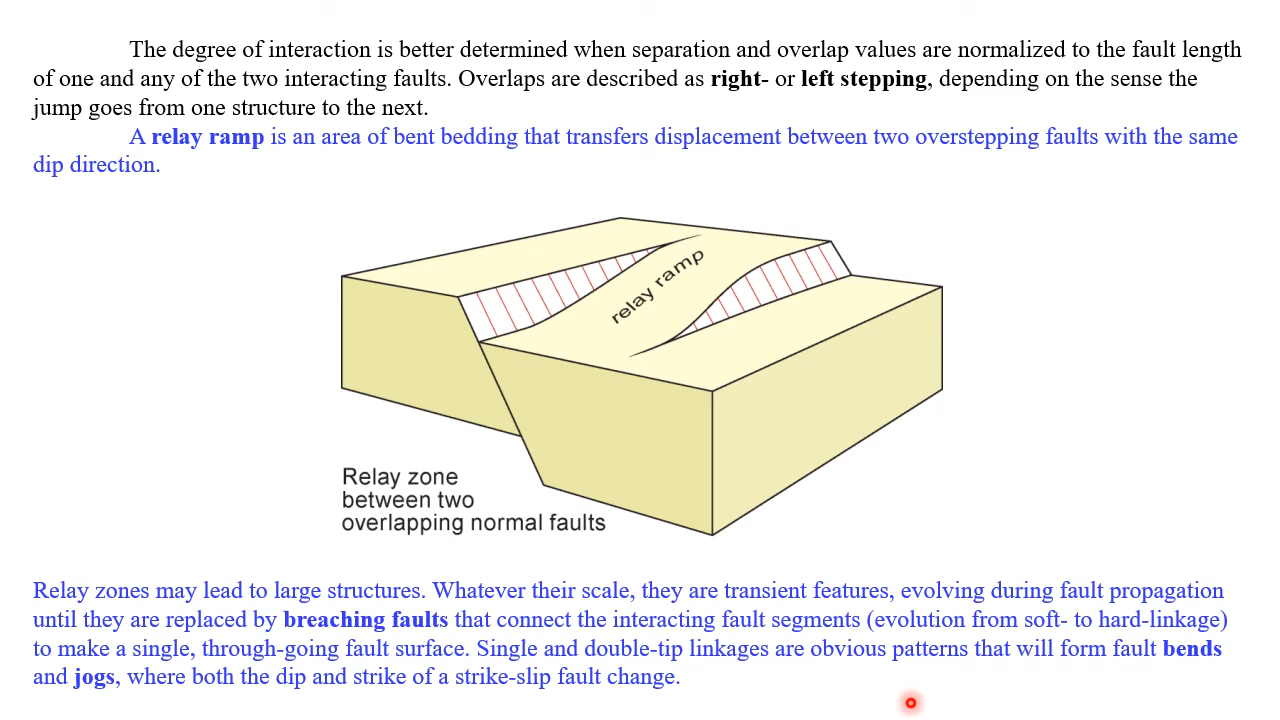 The degree of interaction is better determined when separation and overlap values are normalized to the fault length
of one and any of the two interacting faults. Overlaps are described as right- or left stepping, depending on the sense the
jump goes from one structure to the next.
A relay ramp is an area of bent bedding that transfers displacement between two overstepping faults with the same
dip direction.
relay ramp
Relay zone
between two
overlapping normal faults
Relay zones may lead to large structures. Whatever their scale, they are transient features, evolving during fault propagation
until they are replaced by breaching faults that connect the interacting fault segments (evolution from soft- to hard-linkage)
to make a single, through-going fault surface. Single and double-tip linkages are obvious patterns that will form fault bends
and jogs, where both the dip and strike of a strike-slip fault change.